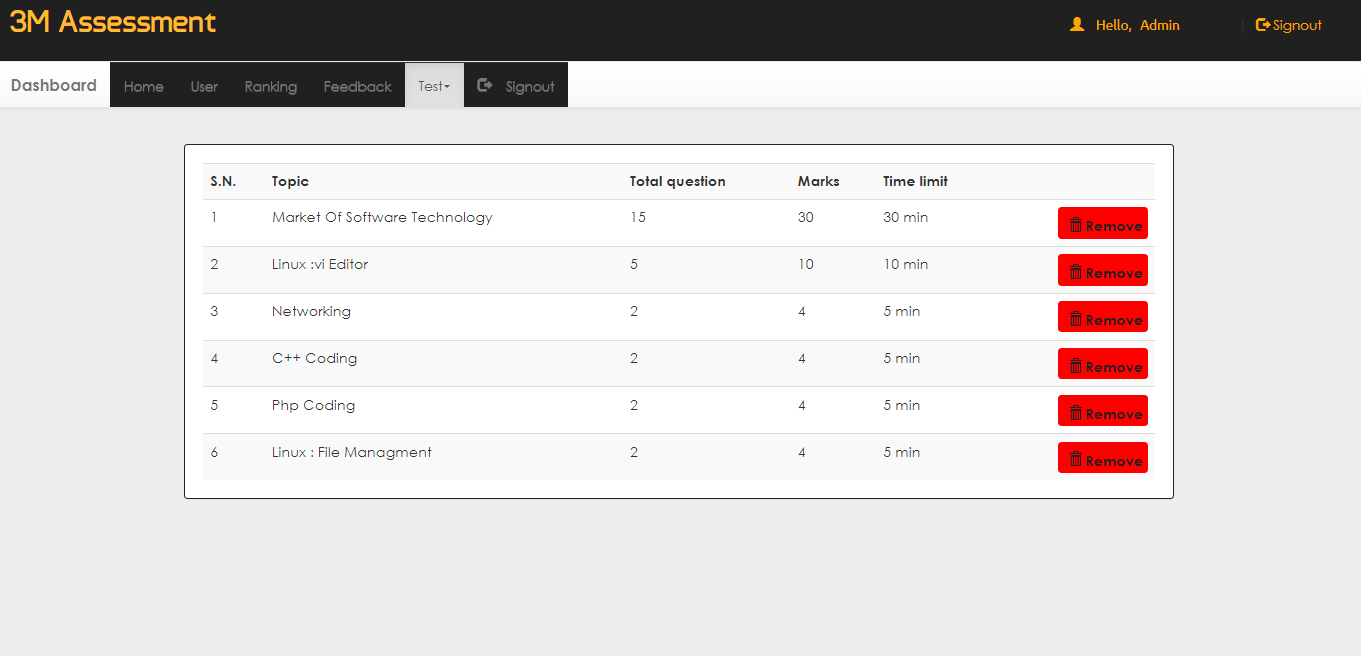 3M Assessment
Hello, Admin | Signout
Dashboard Home User Ranking Feedback Test Signout
S.N. Topic Total question Marks Time limit
1 Market Of Software Technology 15 30 30 min Remove
2 Linux :vi Editor 5 10 10 min Remove
3 Networking 2 4 5 min Remove
4 C++ Coding 2 4 5 min Remove
5 Php Coding 2 4 5 min Remove
6 Linux : File Managment 2 4 5 min Remove